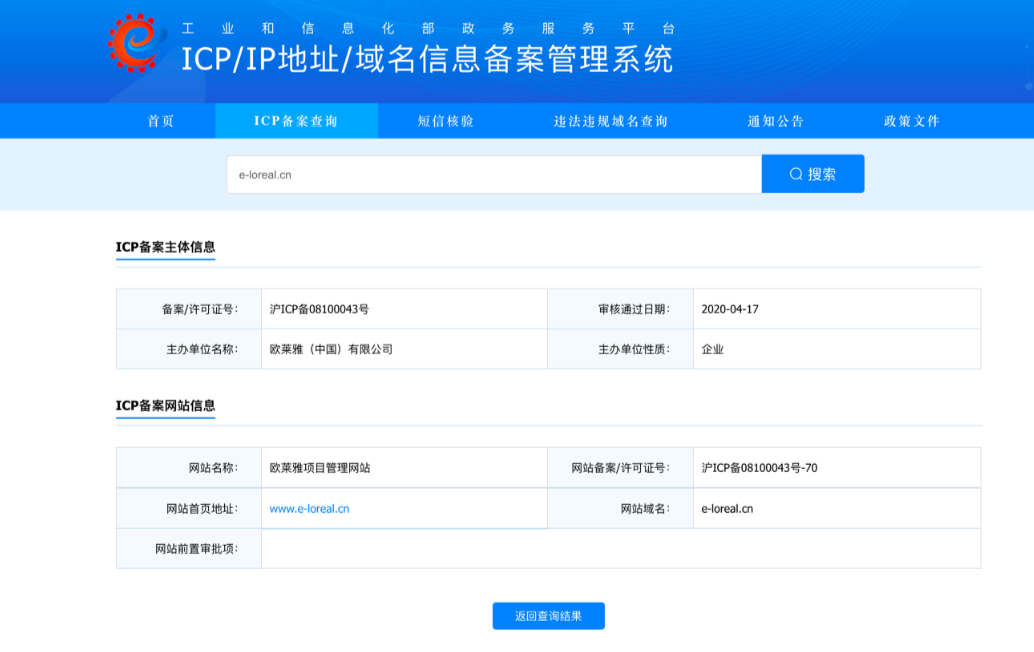 工业和信息化部政务服务平台
ICP/IP地址/域名信息备案管理系统
首页 ICP备案查询 短信核验 违法违规域名查询 通知公告 政策文件
e-loreal.cn 搜索
ICP备案主体信息
备案/许可证号： 沪ICP备08100043号 审核通过日期： 2020-04-17
主办单位名称： 欧莱雅（中国）有限公司 主办单位性质： 企业
ICP备案网站信息
网站名称： 欧莱雅项目管理网站 网站备案/许可证号： 沪ICP备08100043号-70
网站首页地址： www.e-loreal.cn 网站域名： e-loreal.cn
网站前置审批项：
返回查询结果